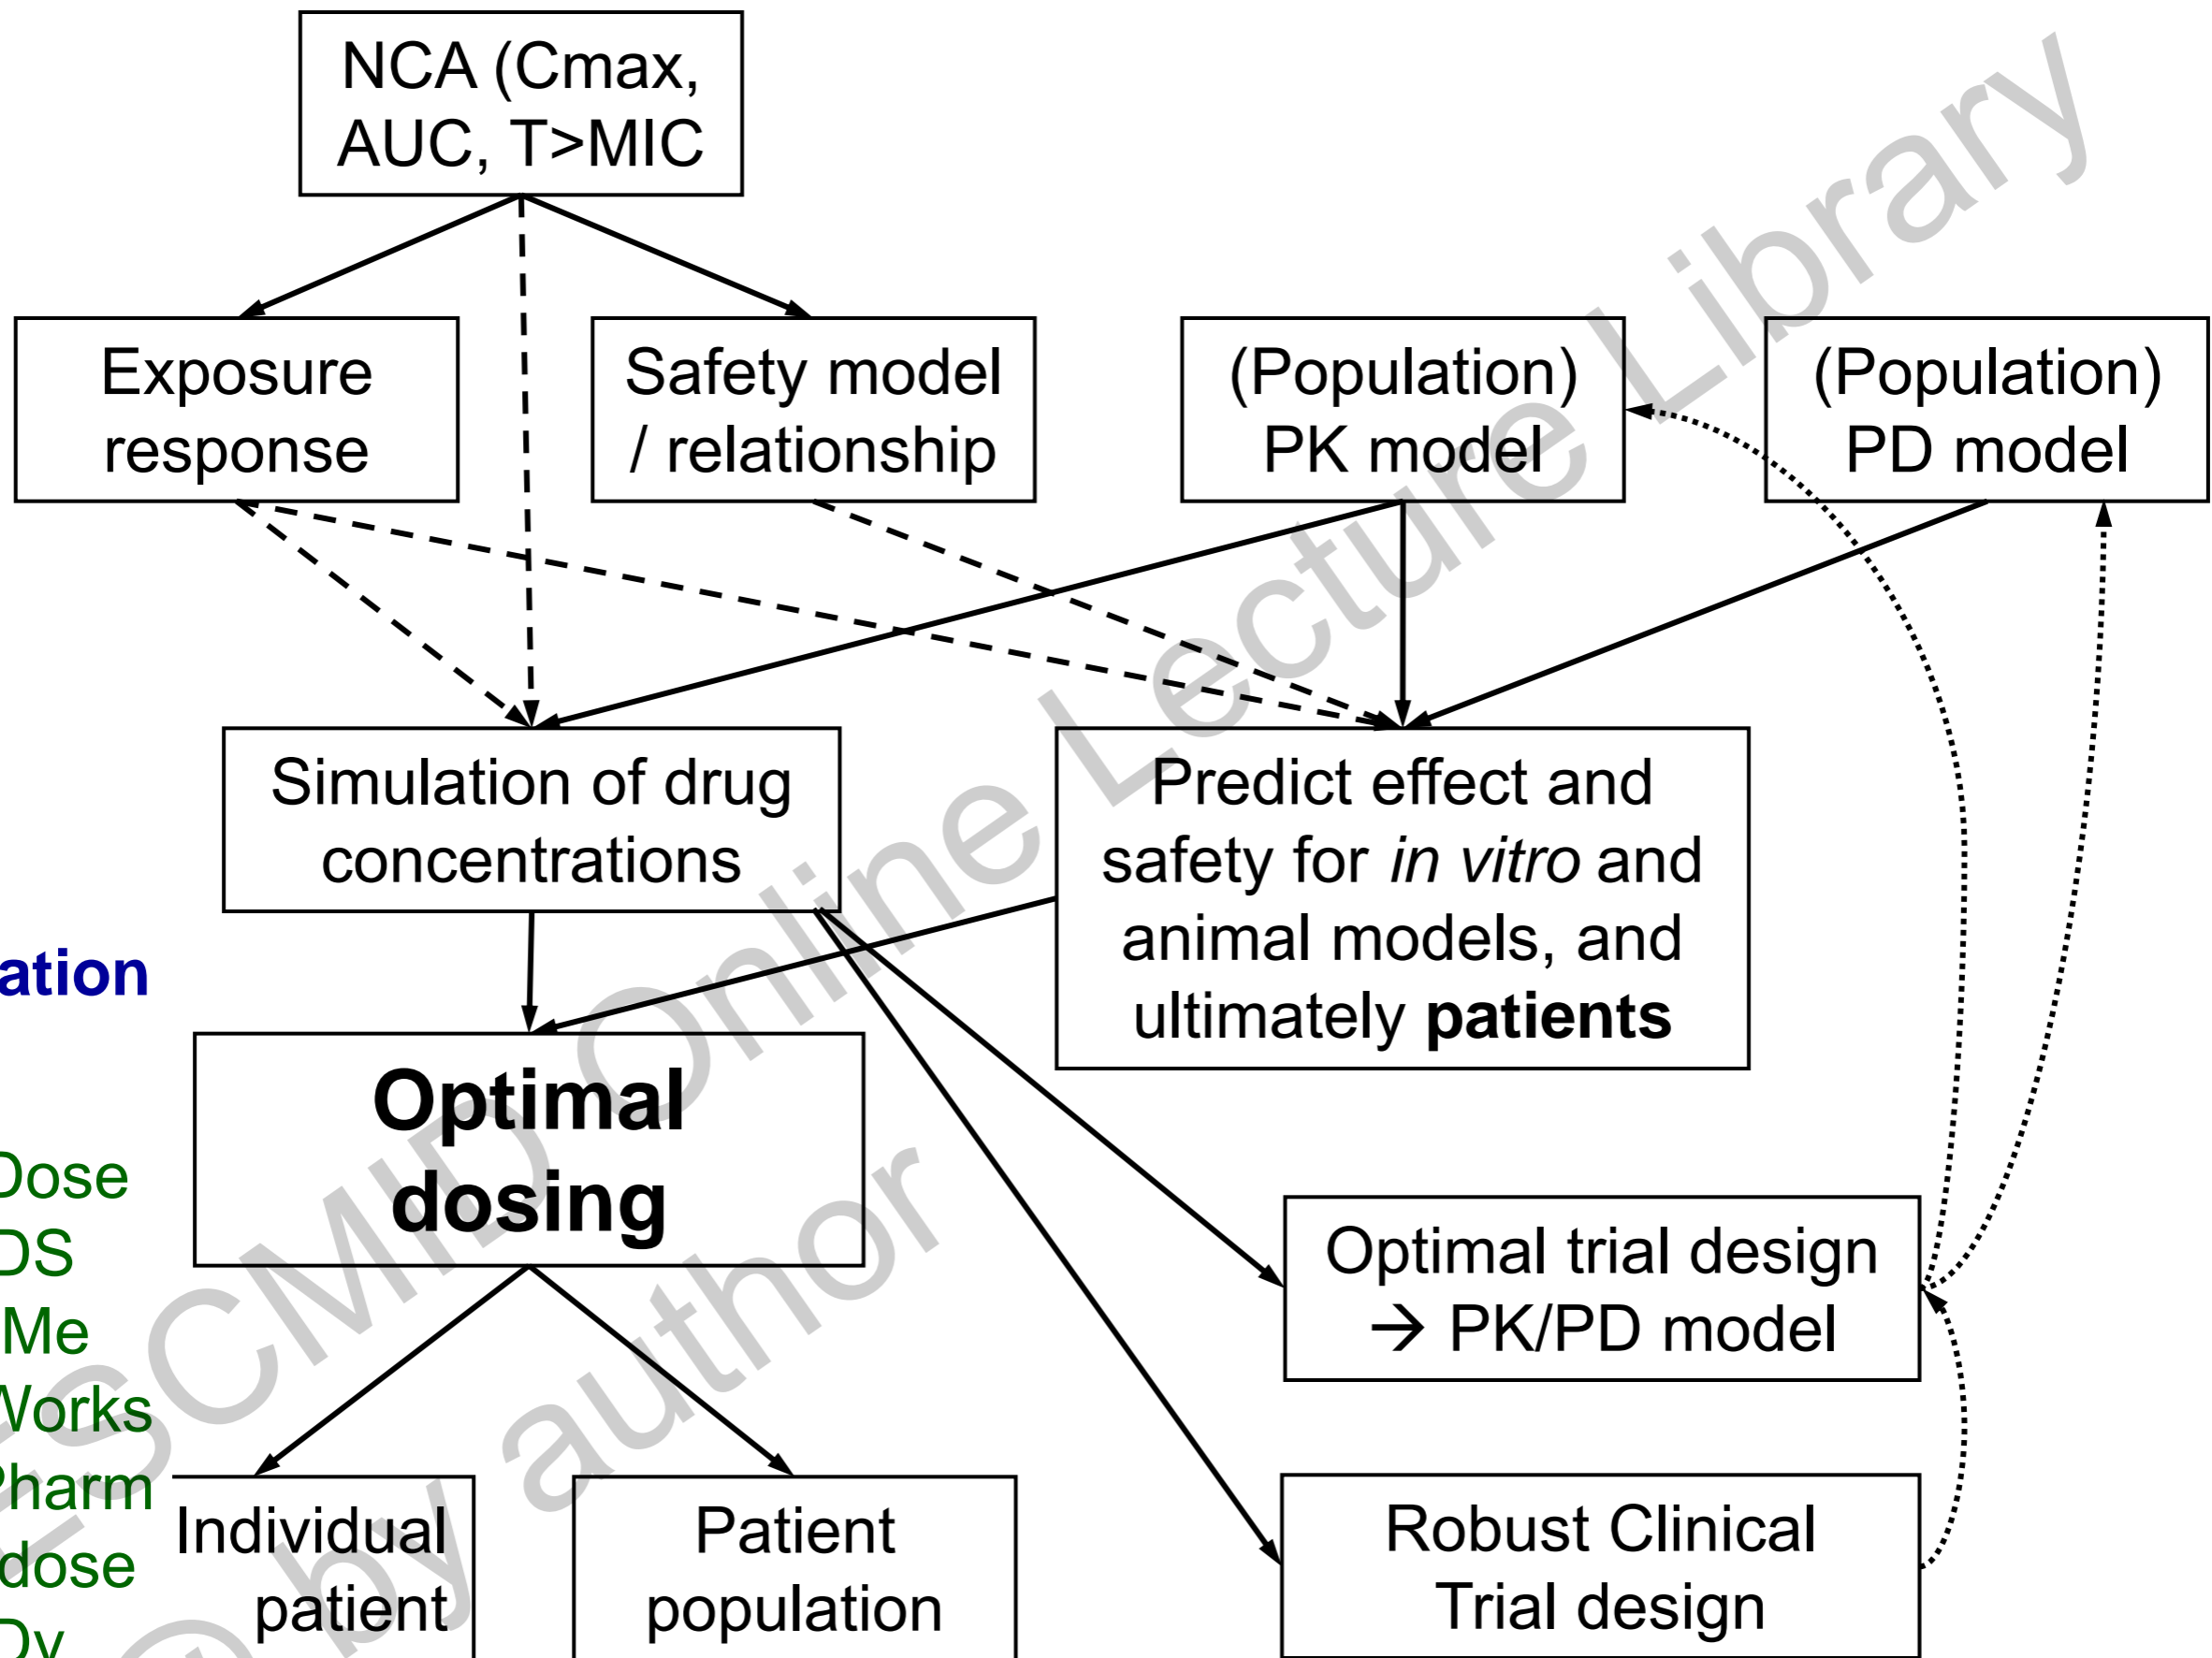 NCA (Cmax,
AUC, T>MIC
Exposure
response
Safety model
/ relationship
(Population)
PK model
(Population)
PD model
Simulation of drug
concentrations
Predict effect and
safety for in vitro and
animal models, and
ultimately patients
ation
Optimal
dosing
Dose
DS
Me
Works
Pharm
dose
Optimal trial design
→ PK/PD model
Individual
patient
Patient
population
Robust Clinical
Trial design
ESCMID Online Lecture Library
@ by author